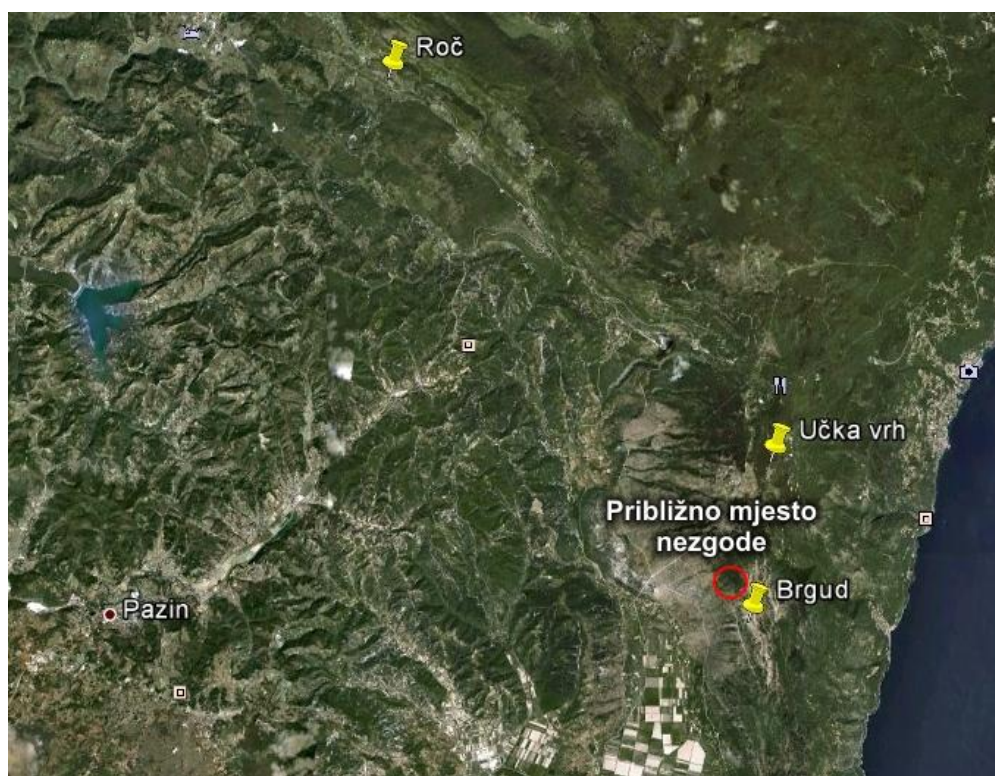 Roč
Učka vrh
Približno mjesto
nezgode
Brgud
Pazin